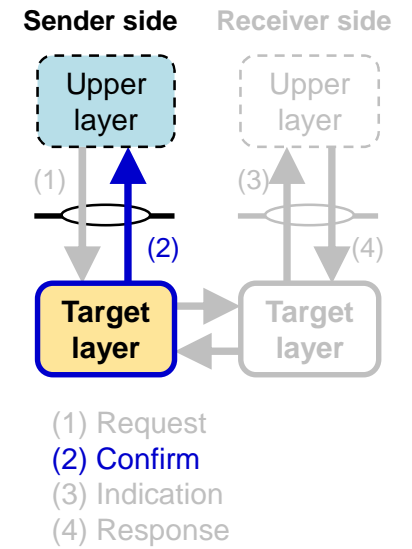 Sender side Receiver side
Upper layer
Upper layer
(1)
(3)
(2)
(4)
Target layer
Target layer
(1) Request
(2) Confirm
(3) Indication
(4) Response